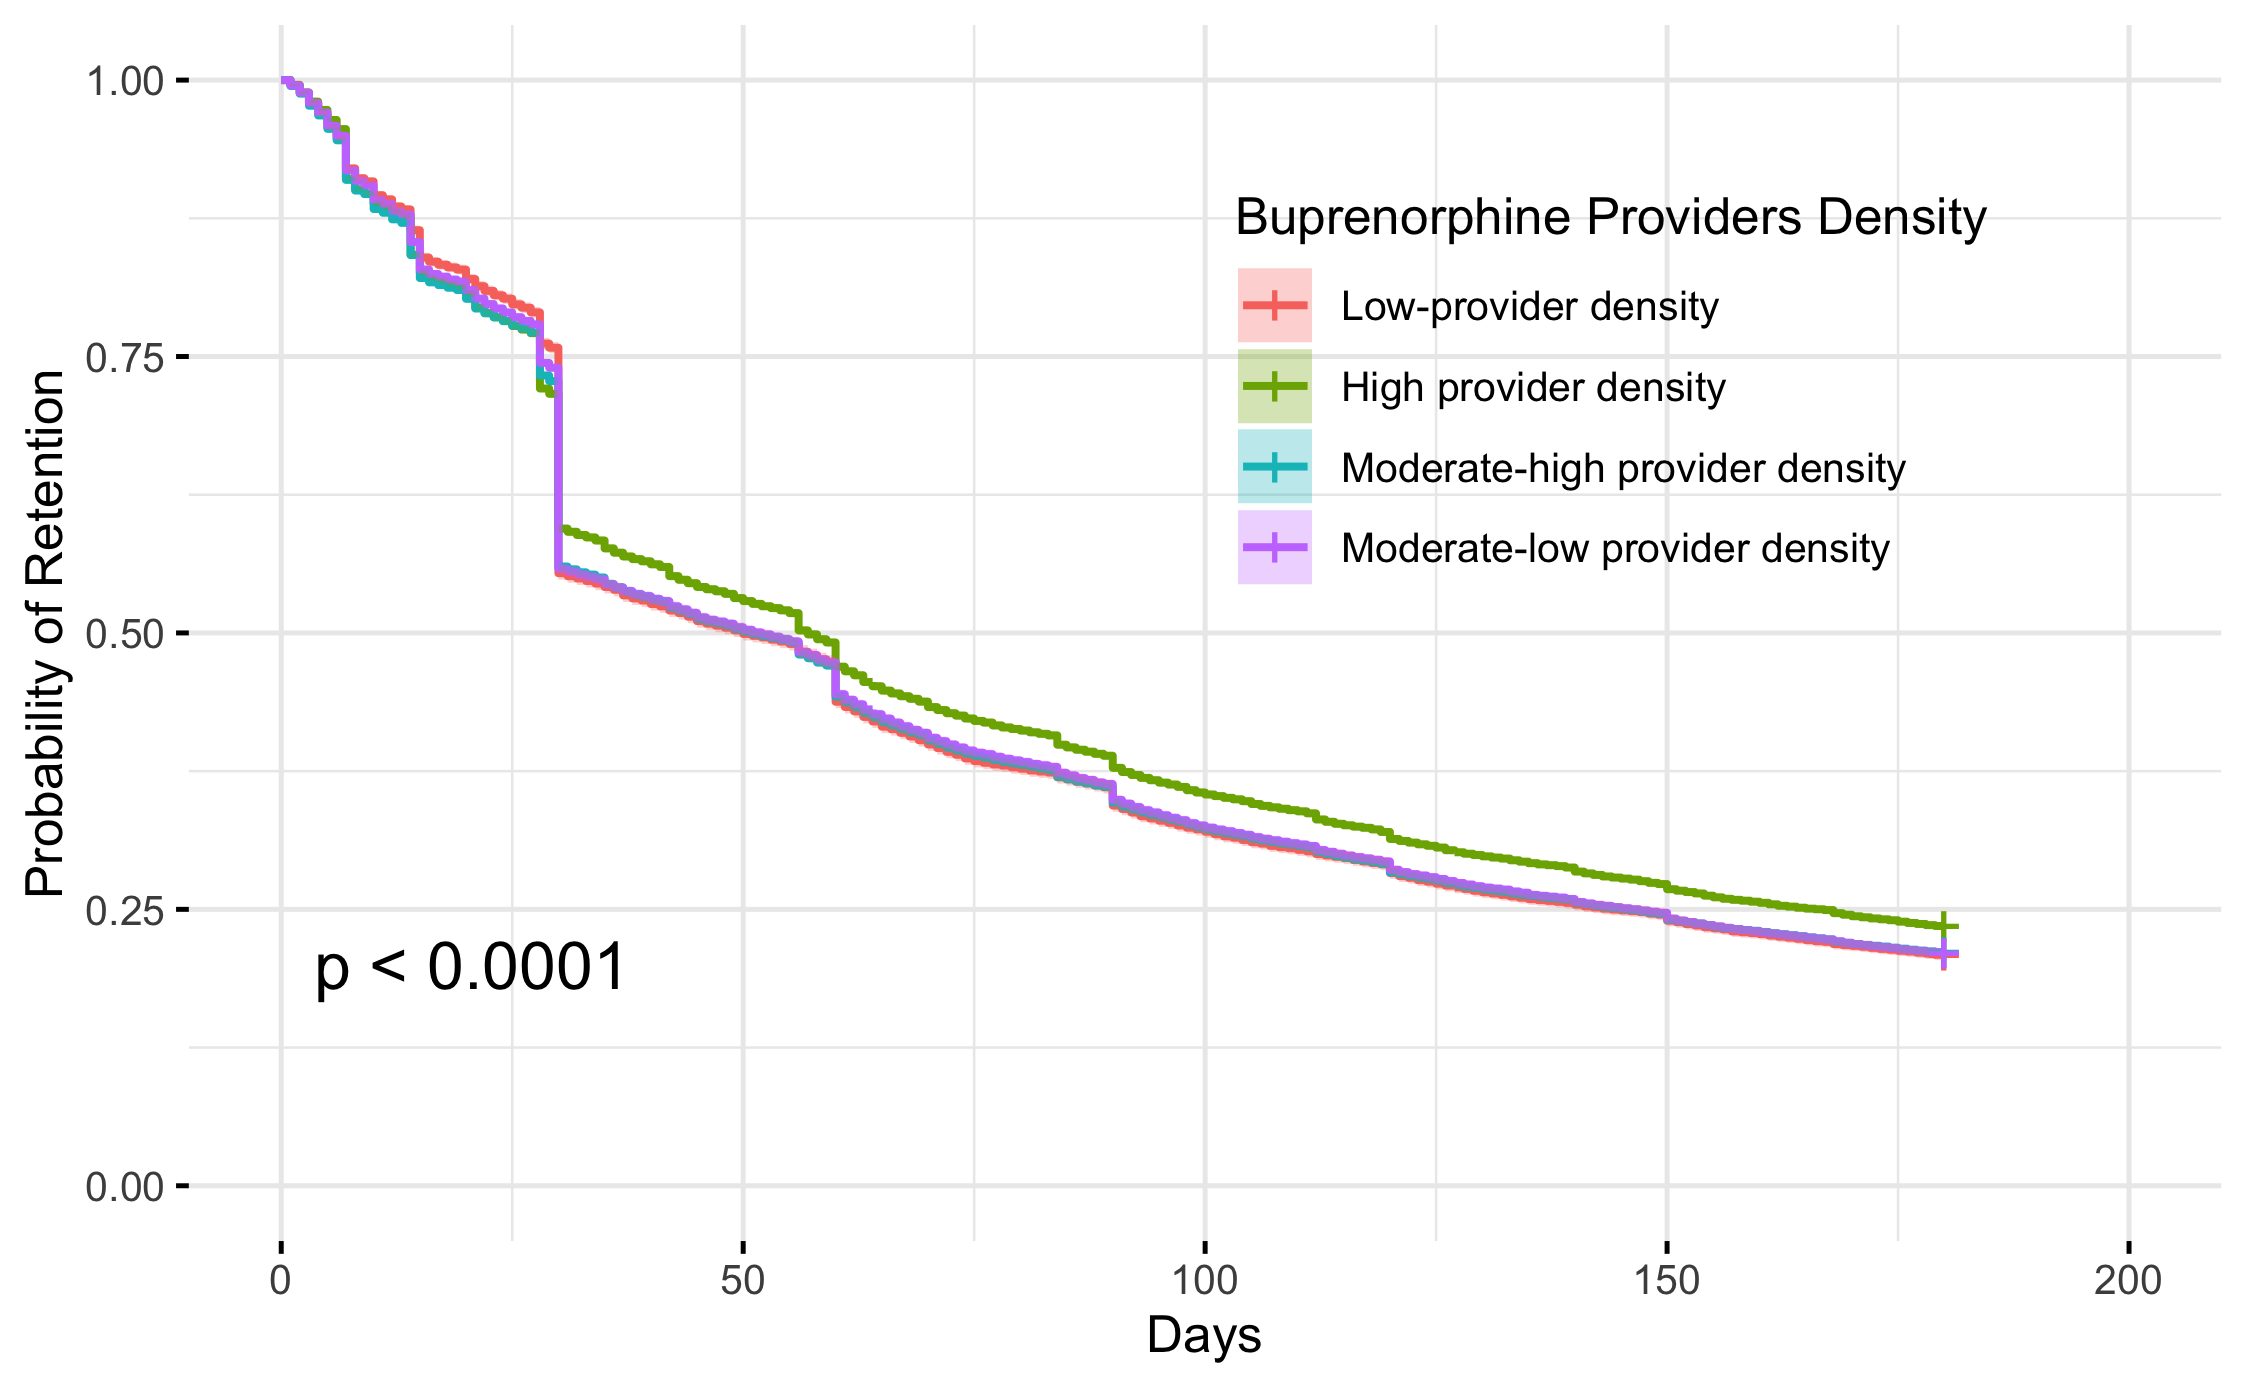 Probability of Retention
1.00
0.75
0.50
0.25
0.00
Buprenorphine Providers Density
Low-provider density
High provider density
Moderate-high provider density
Moderate-low provider density
p < 0.0001
0 50 100 150 200
Days